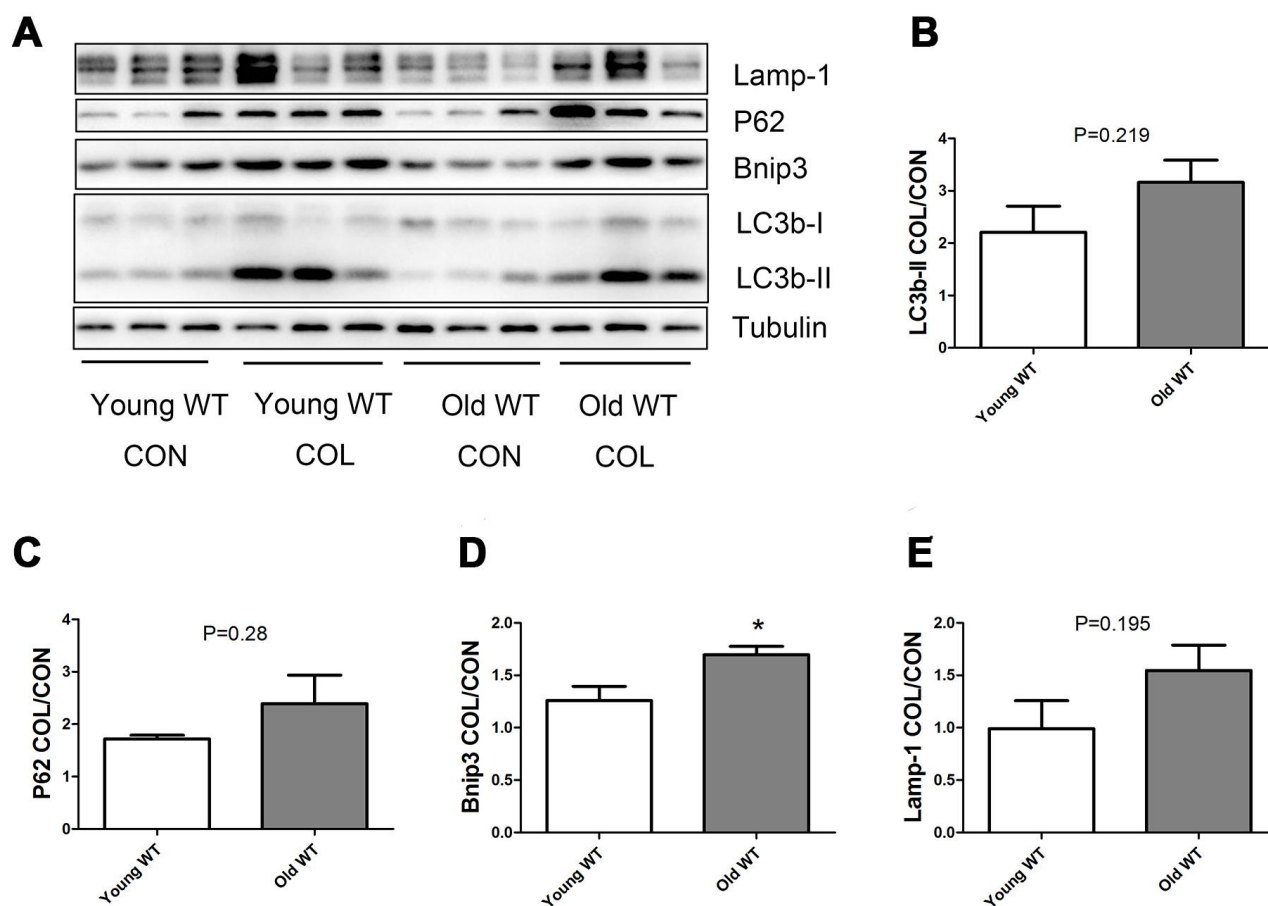 A
Lamp-1
P62
Bnip3
LC3b-I
LC3b-II
Tubulin
Young WT Young WT Old WT Old WT
CON COL CON COL
B
P=0.219
LC3b-II COL/CON
4
3
2
1
0
Young WT
Old WT
C
P=0.28
P62 COL/CON
4
3
2
1
0
Young WT
Old WT
D
*
Bnip3 COL/CON
2.0
1.5
1.0
0.5
0.0
Young WT
Old WT
E
P=0.195
Lamp-1 COL/CON
2.0
1.5
1.0
0.5
0.0
Young WT
Old WT